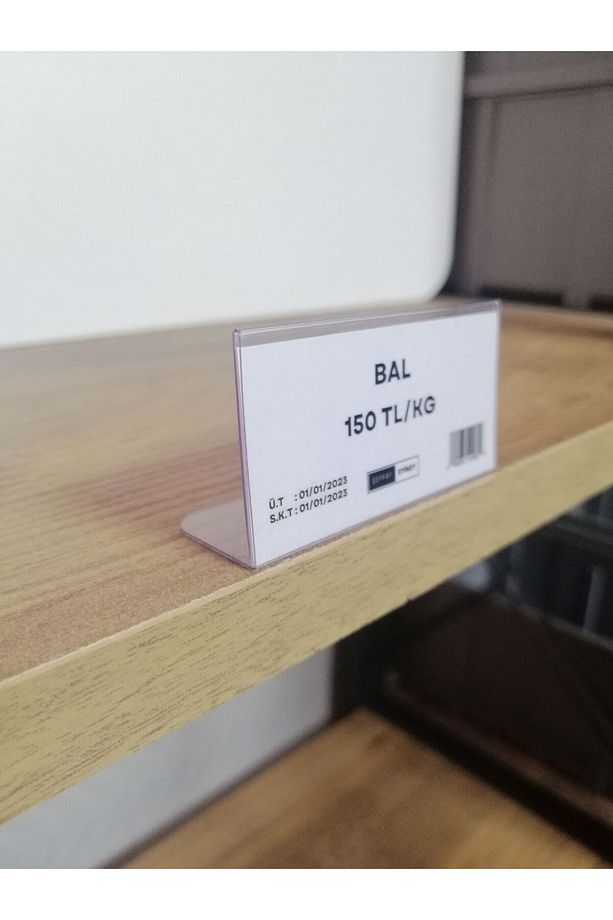 BAL
150 TL/KG
Ü.T : 01/01/2023
S.K.T : 01/01/2023